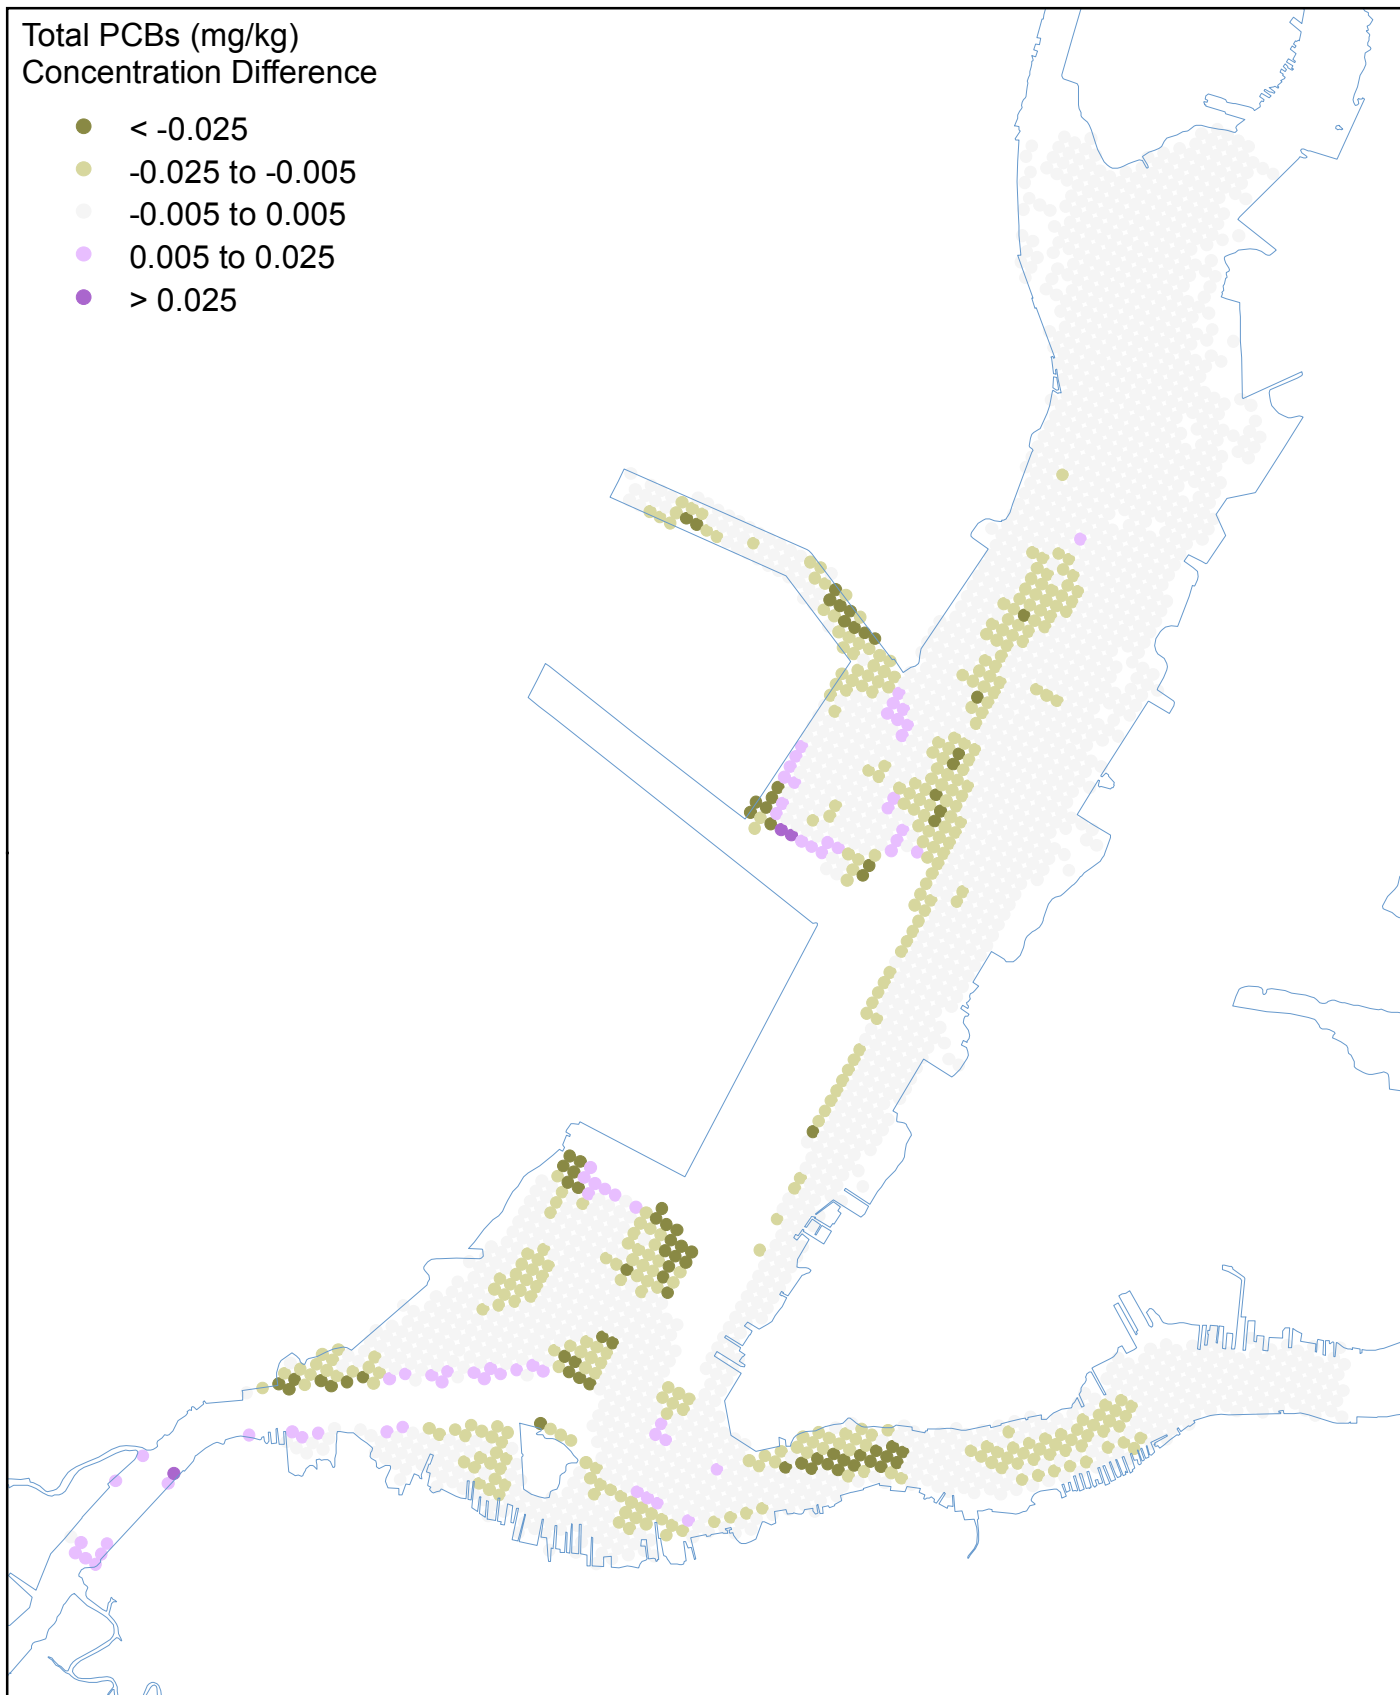 Total PCBs (mg/kg)
Concentration Difference
< -0.025
-0.025 to -0.005
-0.005 to 0.005
0.005 to 0.025
> 0.025